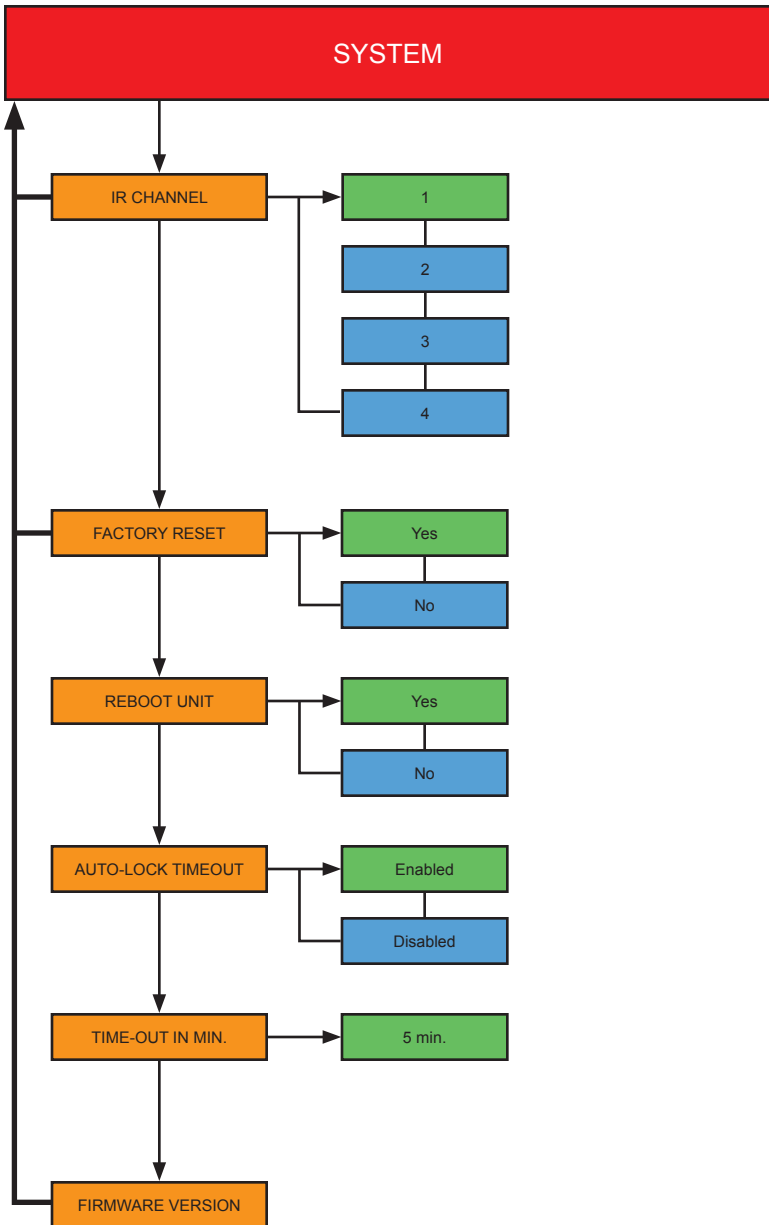 SYSTEM
IR CHANNEL
1
2
3
4
FACTORY RESET
Yes
No
REBOOT UNIT
Yes
No
AUTO-LOCK TIMEOUT
Enabled
Disabled
TIME-OUT IN MIN.
5 min.
FIRMWARE VERSION